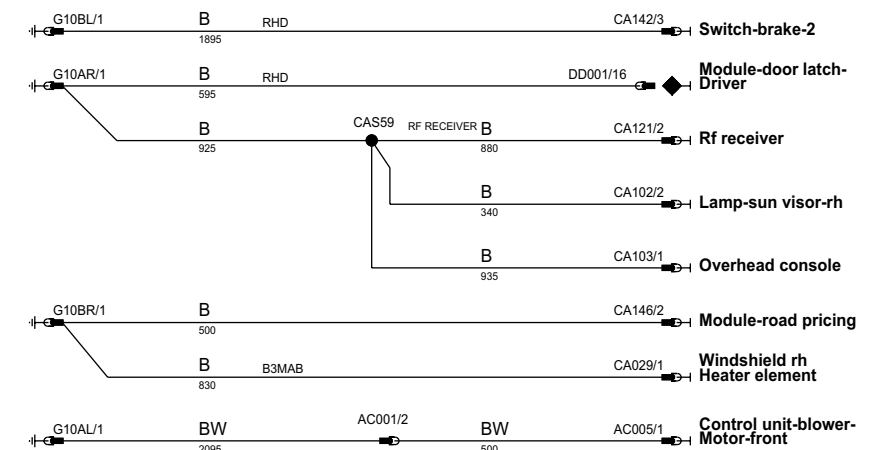 G10BL/1 B RHD CA142/3 Switch-brake-2
1895
G10AR/1 B RHD DD001/16 Module-door latch-
Driver
595
B CAS59 RF RECEIVER B CA121/2 Rf receiver
925 880
B CA102/2 Lamp-sun visor-rh
340
B CA103/1 Overhead console
935
G10BR/1 B CA146/2 Module-road pricing
500
B B3MAB CA029/1 Windshield rh
Heater element
830
G10AL/1 BW AC001/2 BW AC005/1 Control unit-blower-
Motor-front
2095 500